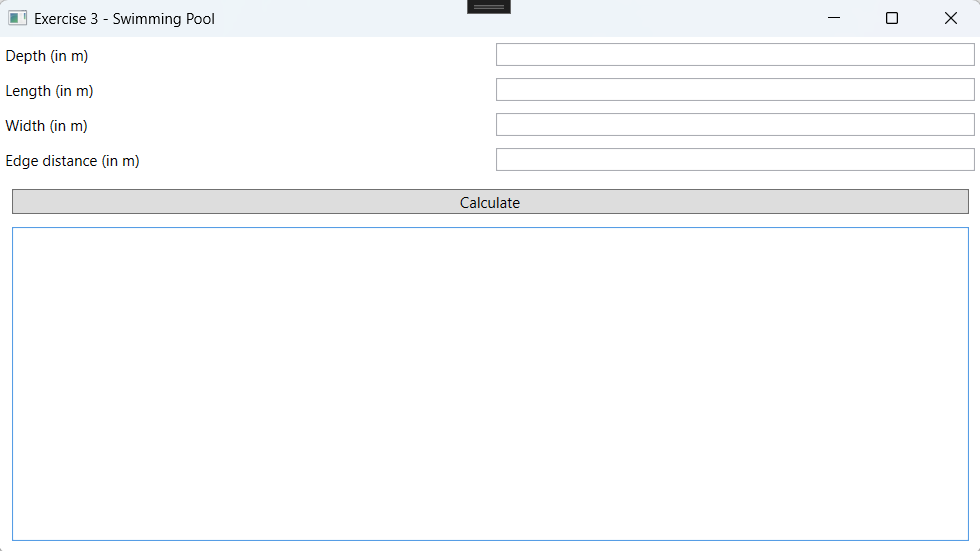 Exercise 3 - Swimming Pool
Depth (in m)
Length (in m)
Width (in m)
Edge distance (in m)
Calculate